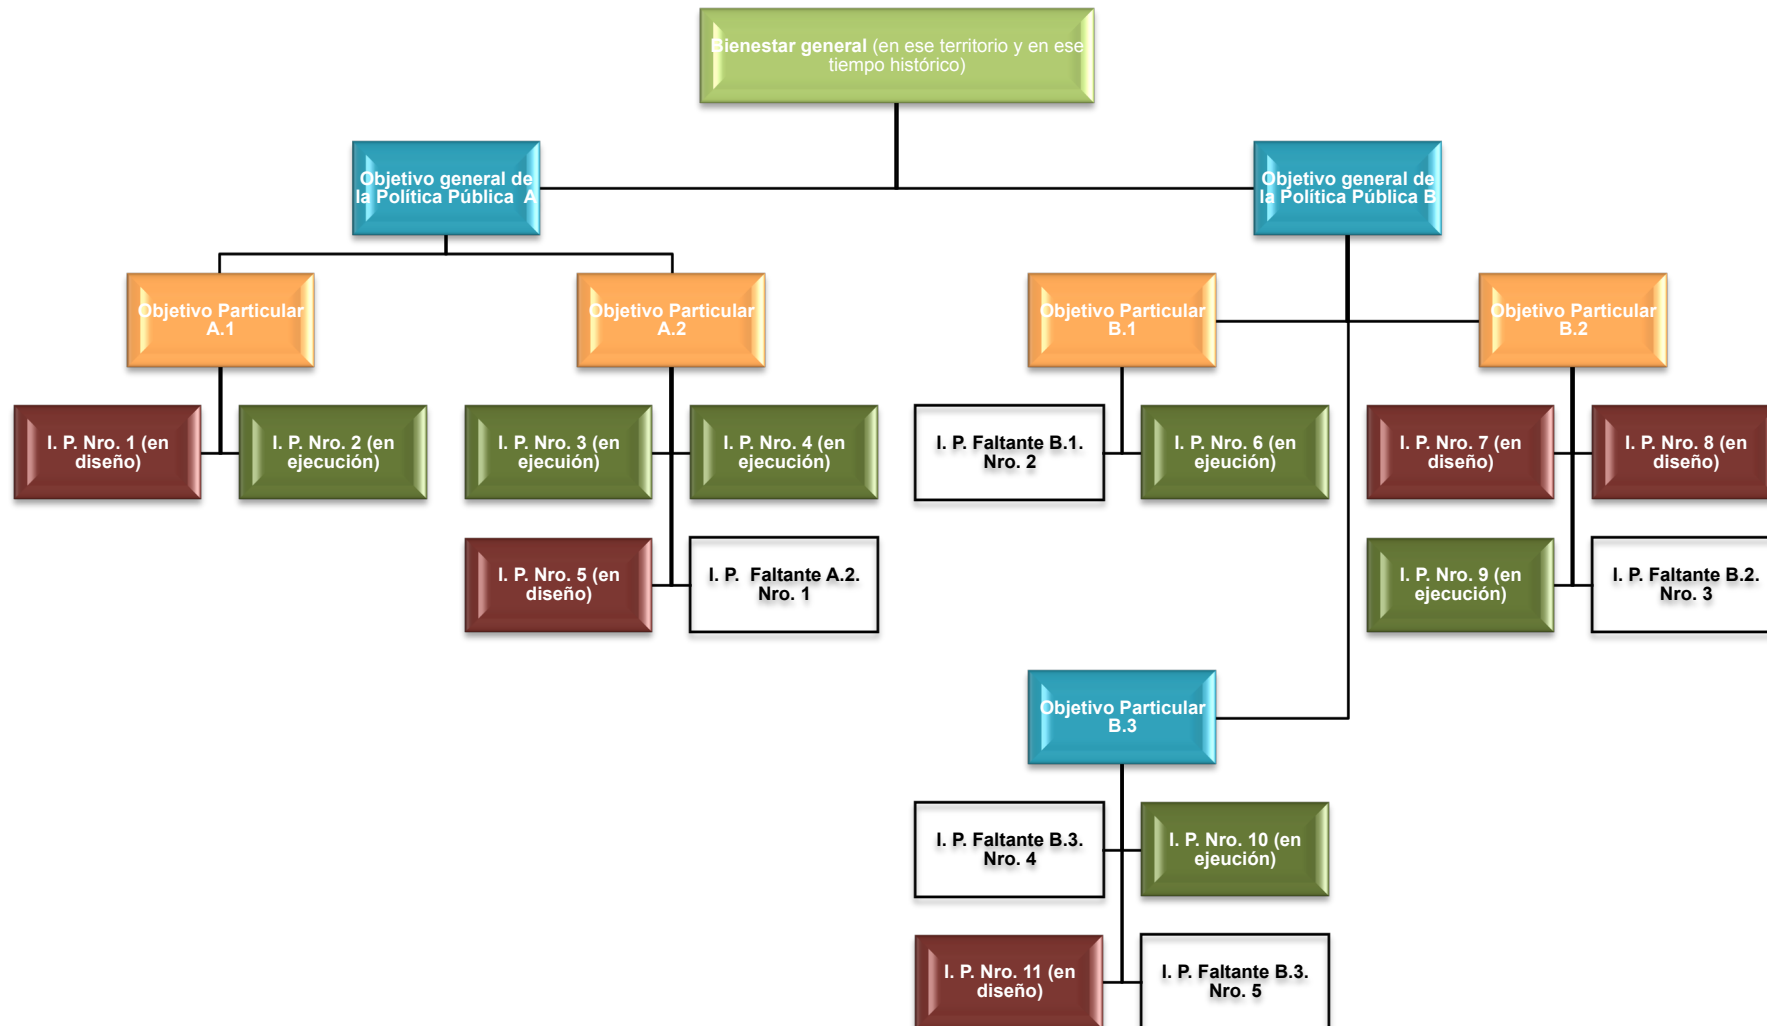 Bienestar general (en ese territorio y en ese
tiempo histórico)
Objetivo general de
la Política Pública A
Objetivo general de
la Política Pública B
Objetivo Particular
A.1
Objetivo Particular
A.2
Objetivo Particular
B.1
Objetivo Particular
B.2
I. P. Nro. 1 (en
diseño)
I. P. Nro. 2 (en
ejecución)
I. P. Nro. 3 (en
ejecuión)
I. P. Nro. 4 (en
ejecución)
I. P. Faltante B.1.
Nro. 2
I. P. Nro. 6 (en
ejeución)
I. P. Nro. 7 (en
diseño)
I. P. Nro. 8 (en
diseño)
I. P. Nro. 5 (en
diseño)
I. P. Faltante A.2.
Nro. 1
I. P. Nro. 9 (en
ejecución)
I. P. Faltante B.2.
Nro. 3
Objetivo Particular
B.3
I. P. Faltante B.3.
Nro. 4
I. P. Nro. 10 (en
ejeución)
I. P. Nro. 11 (en
diseño)
I. P. Faltante B.3.
Nro. 5